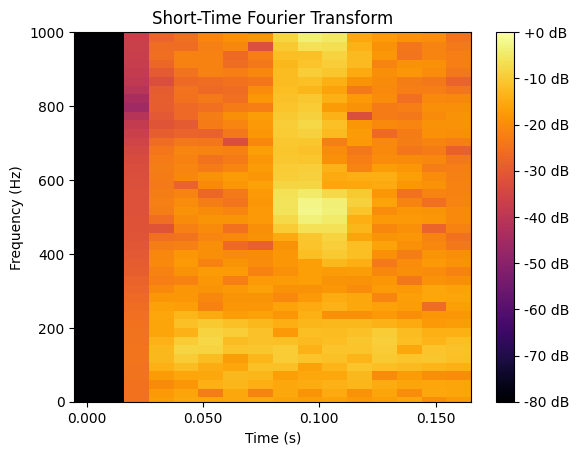 Short-Time Fourier Transform
1000
800
600
400
200
0
Frequency (Hz)
0.000
0.050
0.100
0.150
Time (s)
+0 dB
-10 dB
-20 dB
-30 dB
-40 dB
-50 dB
-60 dB
-70 dB
-80 dB